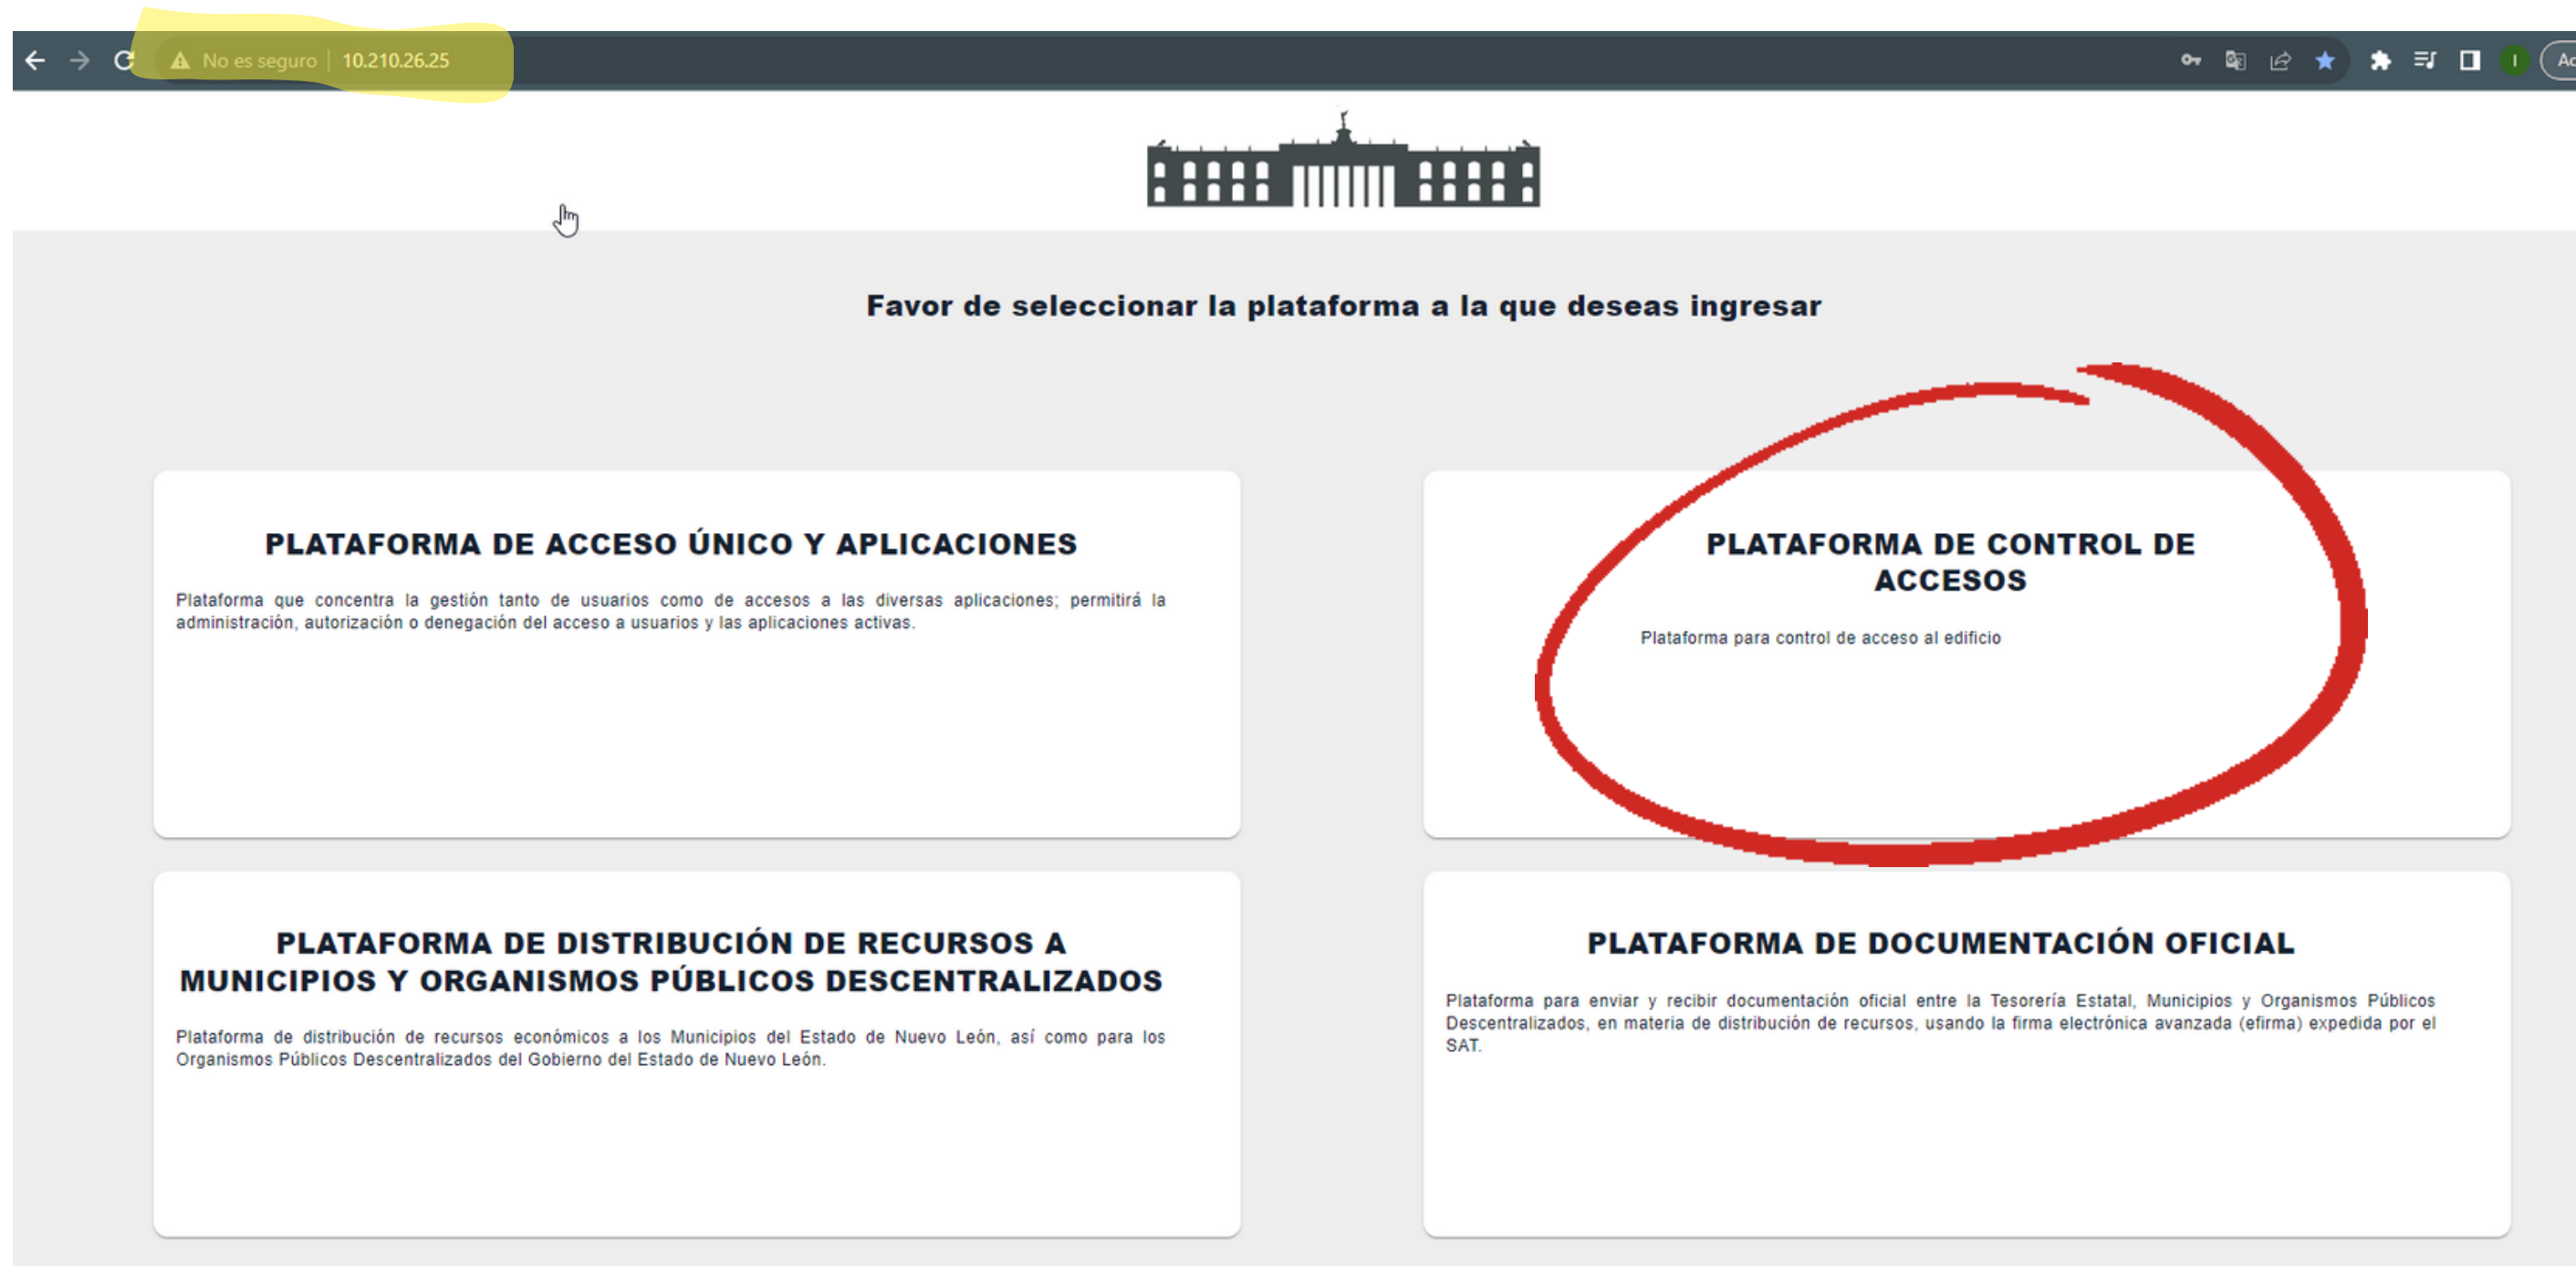 No es seguro | 10.210.26.25
Favor de seleccionar la plataforma a la que deseas ingresar
PLATAFORMA DE ACCESO ÚNICO Y APLICACIONES
Plataforma que concentra la gestión tanto de usuarios como de accesos a las diversas aplicaciones; permitirá la
administración, autorización o denegación del acceso a usuarios y las aplicaciones activas.
PLATAFORMA DE CONTROL DE
ACCESOS
Plataforma para control de acceso al edificio
PLATAFORMA DE DISTRIBUCIÓN DE RECURSOS A
MUNICIPIOS Y ORGANISMOS PÚBLICOS DESCENTRALIZADOS
Plataforma de distribución de recursos económicos a los Municipios del Estado de Nuevo León, así como para los
Organismos Públicos Descentralizados del Gobierno del Estado de Nuevo León.
PLATAFORMA DE DOCUMENTACIÓN OFICIAL
Plataforma para enviar y recibir documentación oficial entre la Tesorería Estatal, Municipios y Organismos Públicos
Descentralizados, en materia de distribución de recursos, usando la firma electrónica avanzada (efirma) expedida por el
SAT.